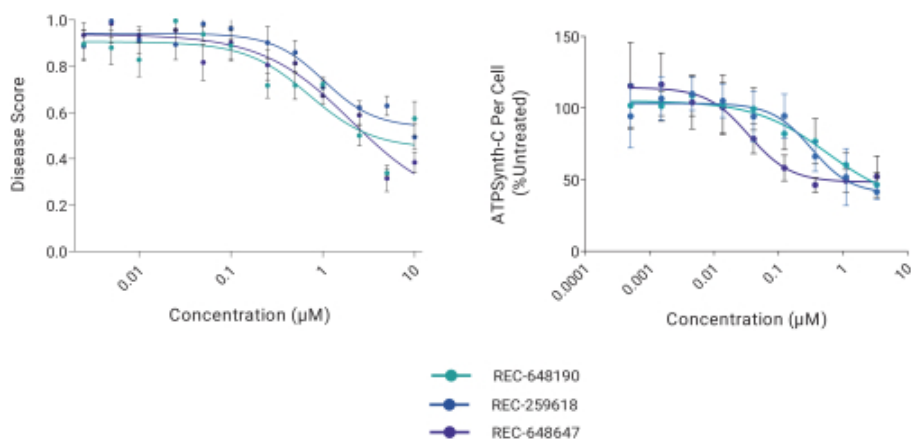 1.0
0.8
0.6
0.4
0.2
0.0
Disease Score
0.01
0.1
1
10
Concentration (µM)
150
100
50
0
ATPSynth-C Per Cell
(%Untreated)
0.0001
0.001
0.01
0.1
1
10
Concentration (µM)
REC-648190
REC-259618
REC-648647